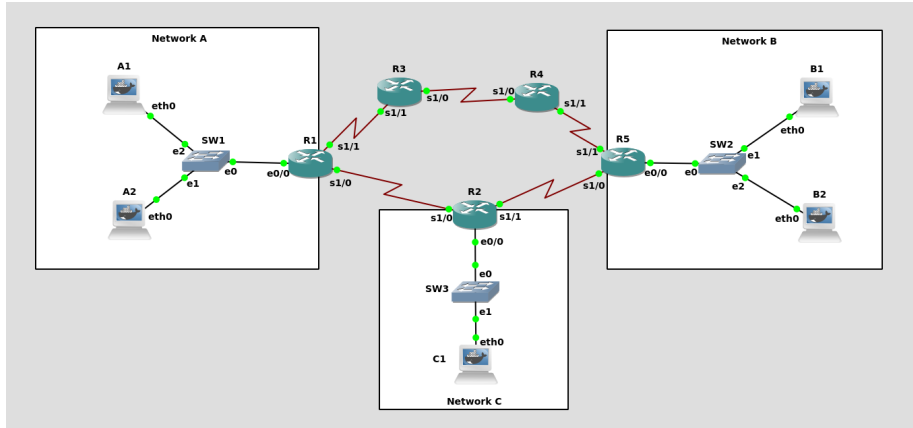 Network A
Network B
A1
R3
R4
B1
eth0
s1/0
s1/0
s1/1
s1/1
SW1
R1
s1/1
s1/1
R5
SW2
eth0
e2
e1
e0
e0/0
e0/0
e0
e1
e2
A2
s1/0
s1/0
B2
eth0
R2
eth0
s1/0
s1/1
e0/0
e0
SW3
e1
eth0
C1
Network C